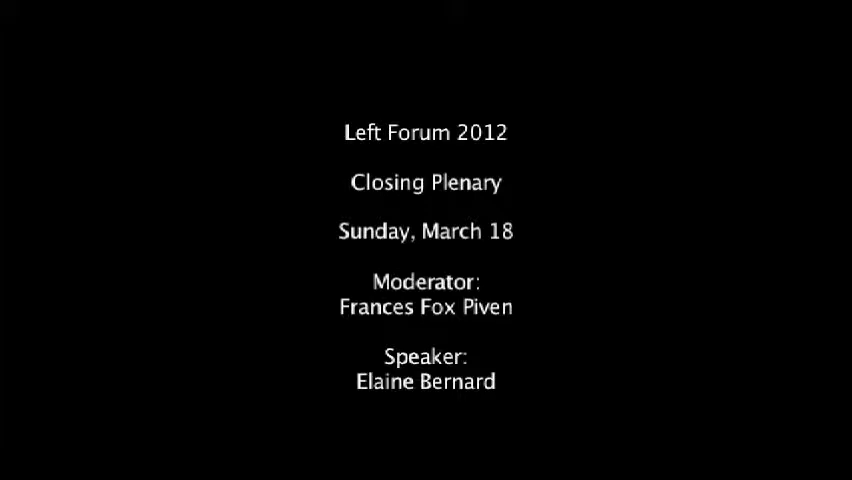 Left Forum 2012
Closing Plenary
Sunday, March 18
Moderator:
Frances Fox Piven
Speaker:
Elaine Bernard